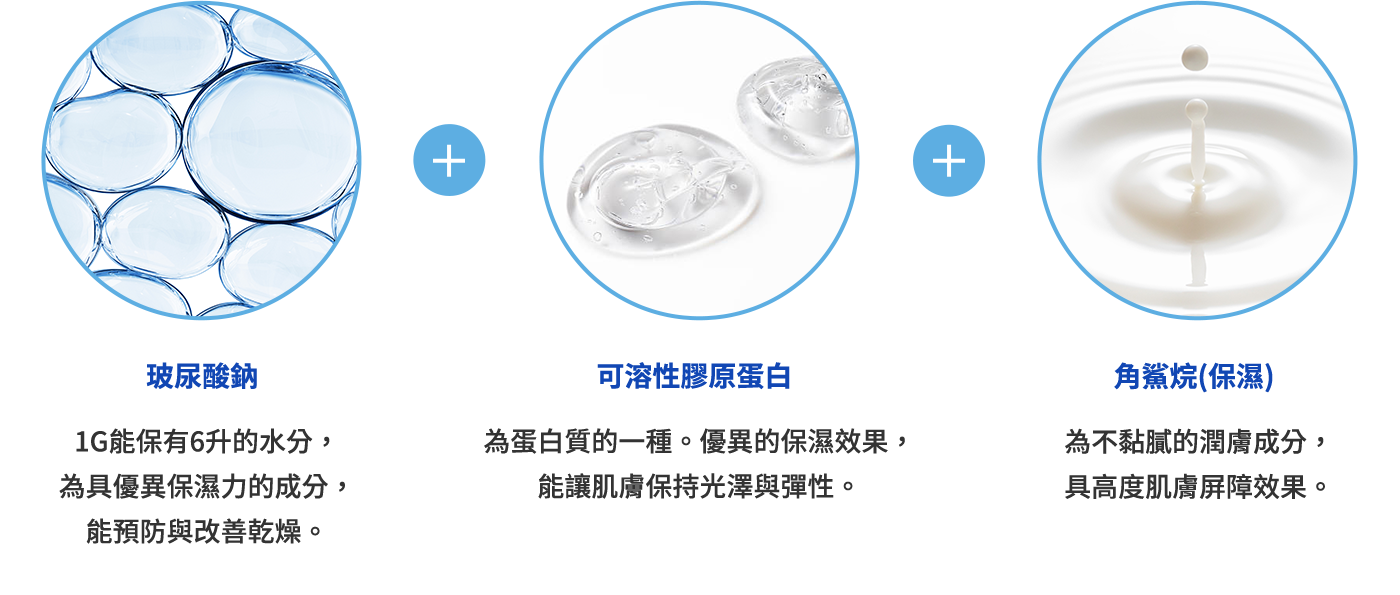 玻尿酸鈉
1G能保有6升的水分，
為具優異保濕力的成分，
能預防與改善乾燥。
可溶性膠原蛋白
為蛋白質的一種。優異的保濕效果，
能讓肌膚保持光澤與彈性。
角鯊烷(保濕)
為不黏膩的潤膚成分，
具高度肌膚屏障效果。